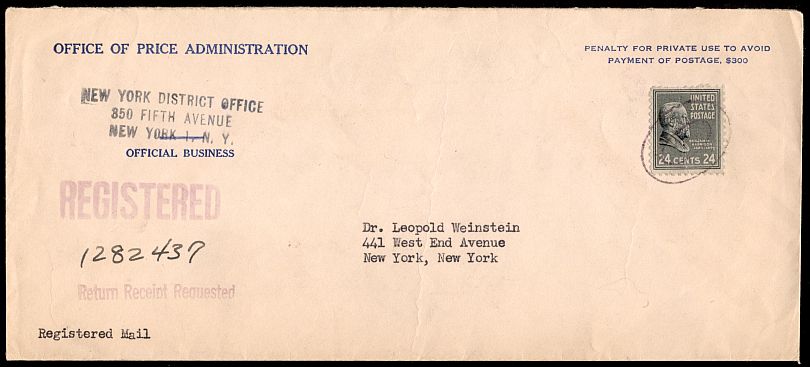 OFFICE OF PRICE ADMINISTRATION
PENALTY FOR PRIVATE USE TO AVOID
PAYMENT OF POSTAGE, $300
NEW YORK DISTRICT OFFICE
350 FIFTH AVENUE
NEW YORK 1, N. Y.
OFFICIAL BUSINESS
UNITED
STATES
POSTAGE
BENJAMIN
HARRISON
24 CENTS 24
REGISTERED
1282437
Return Receipt Requested
Dr. Leopold Weinstein
441 West End Avenue
New York, New York
Registered Mail